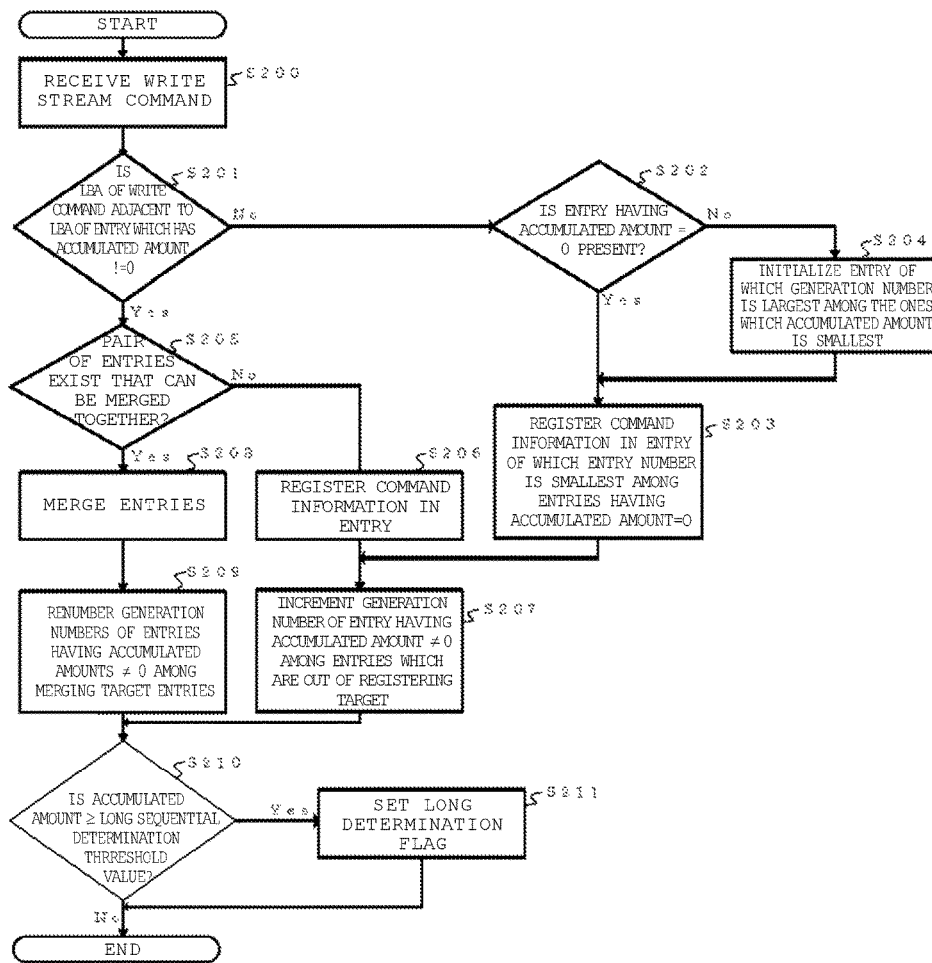 START
S200
RECEIVE WRITE
STREAM COMMAND
S201
IS
LBA OF WRITE
COMMAND ADJACENT TO
LBA OF ENTRY WHICH HAS
ACCUMULATED AMOUNT
!=0
No
Yes
S202
IS ENTRY HAVING
ACCUMULATED AMOUNT =
0 PRESENT?
No
Yes
S204
INITIALIZE ENTRY OF
WHICH GENERATION NUMBER
IS LARGEST AMONG THE ONES
WHICH ACCUMULATED AMOUNT
IS SMALLEST
S205
PAIR
OF ENTRIES
EXIST THAT CAN
BE MERGED
TOGETHER?
No
Yes
S203
REGISTER COMMAND
INFORMATION IN ENTRY
OF WHICH ENTRY NUMBER
IS SMALLEST AMONG
ENTRIES HAVING
ACCUMULATED AMOUNT=0
S208
MERGE ENTRIES
S206
REGISTER COMMAND
INFORMATION IN
ENTRY
S209
RENUMBER GENERATION
NUMBERS OF ENTRIES
HAVING ACCUMULATED
AMOUNTS ≠ 0 AMONG
MERGING TARGET ENTRIES
S207
INCREMENT GENERATION
NUMBER OF ENTRY HAVING
ACCUMULATED AMOUNT ≠ 0
AMONG ENTRIES WHICH
ARE OUT OF REGISTERING
TARGET
S210
IS ACCUMULATED
AMOUNT ≥ LONG SEQUENTIAL
DETERMINATION
THRRESHOLD
VALUE?
Yes
No
S211
SET LONG
DETERMINATION
FLAG
END